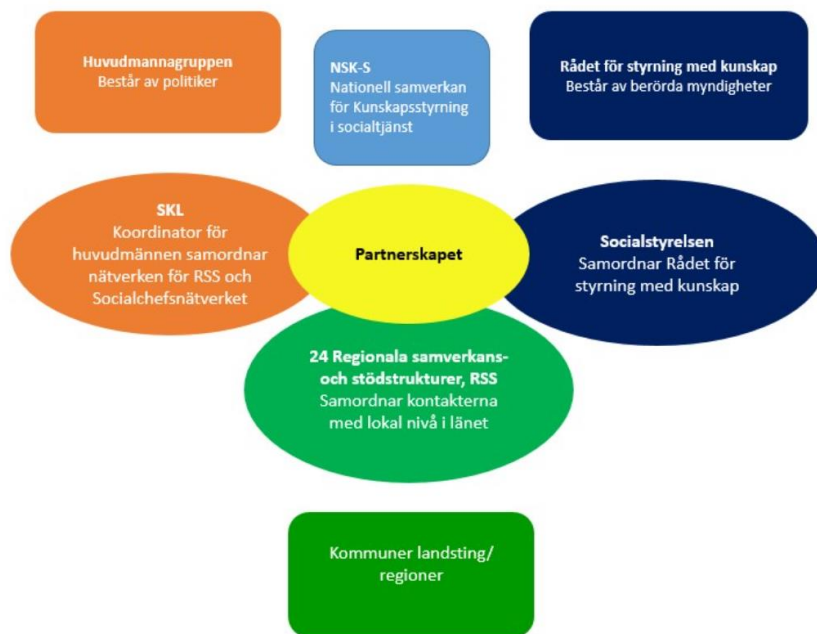 Huvudmannagruppen
Består av politiker
NSK-S
Nationell samverkan
för Kunskapsstyrning
i socialtjänst
Rådet för styrning med kunskap
Består av berörda myndigheter
SKL
Koordinator för
huvudmännen samordnar
nätverken för RSS och
Socialchefsnätverket
Partnerskapet
Socialstyrelsen
Samordnar Rådet för
styrning med kunskap
24 Regionala samverkans-
och stödstrukturer, RSS
Samordnar kontakterna
med lokal nivå i länet
Kommuner landsting/
regioner